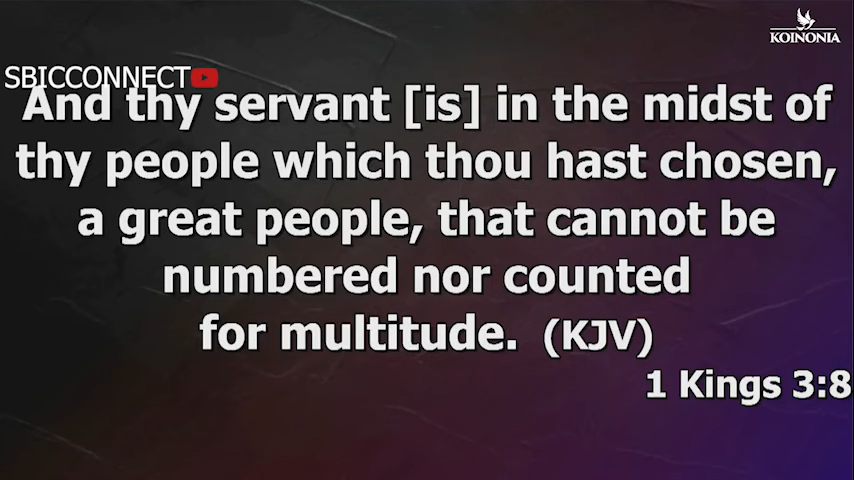 KOINONIA
SBICCONNECT
And thy servant [is] in the midst of
thy people which thou hast chosen,
a great people, that cannot be
numbered nor counted
for multitude. (KJV)
1 Kings 3:8